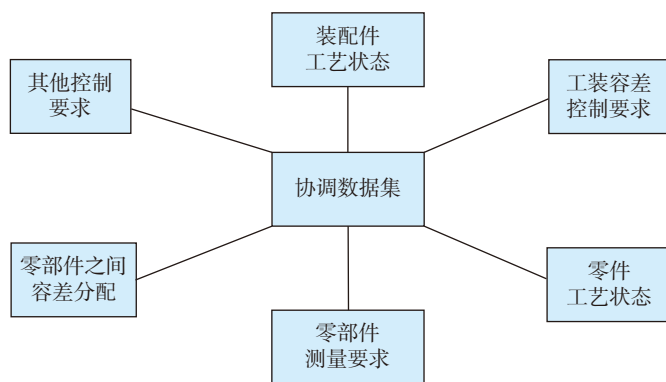 装配件
工艺状态
其他控制
要求
工装容差
控制要求
协调数据集
零部件之间
容差分配
零件
工艺状态
零部件
测量要求